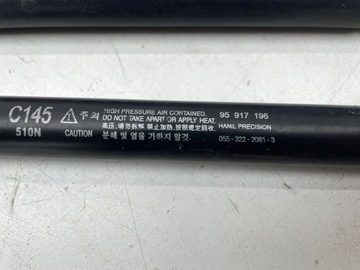 C145
510N
⚠ 주의
CAUTION
HIGH PRESSURE AIR CONTAINED.
DO NOT TAKE APART OR APPLY HEAT.
高压,请勿拆解,禁止加热,按照规定回收.
분해 및 열을 가하지 말것.
95 917 196
HANIL PRECISION
055-322-2081~3